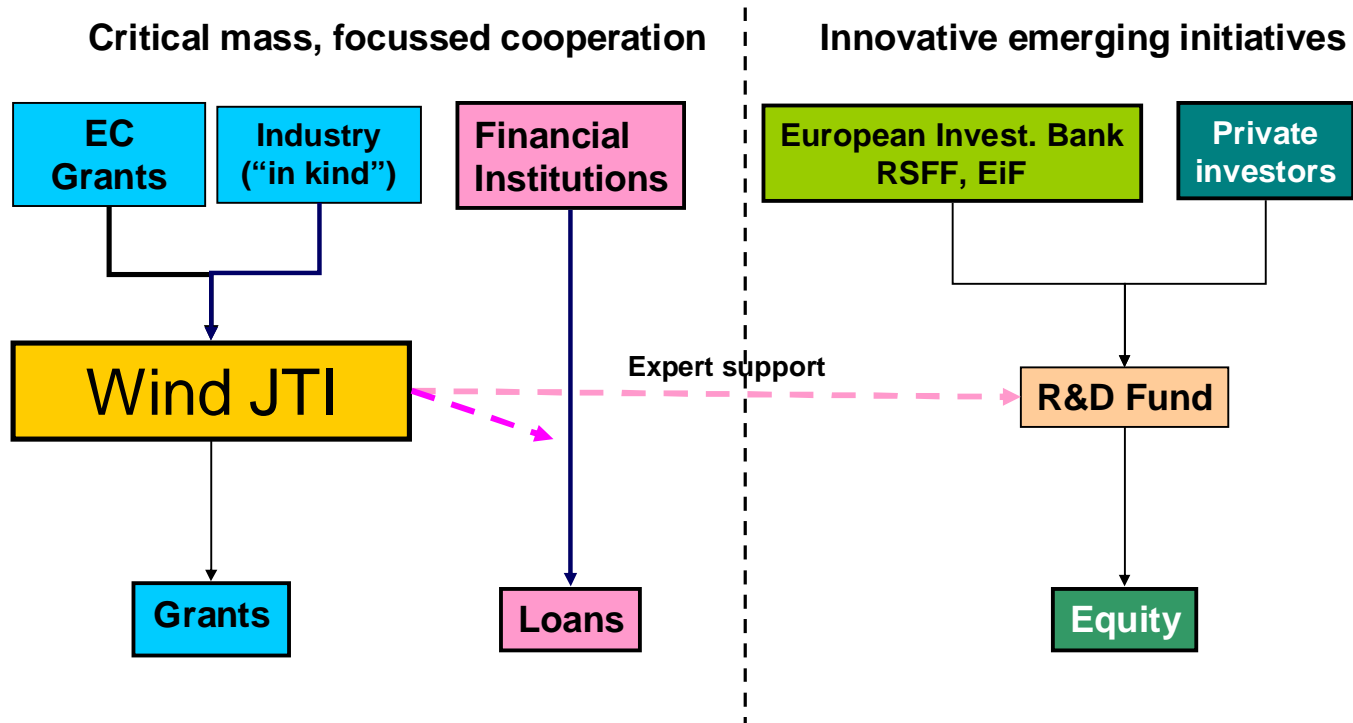 Critical mass, focussed cooperation
Innovative emerging initiatives
EC
Grants
Industry
(“in kind”)
Financial
Institutions
European Invest. Bank
RSFF, EiF
Private
investors
Wind JTI
Expert support
R&D Fund
Grants
Loans
Equity